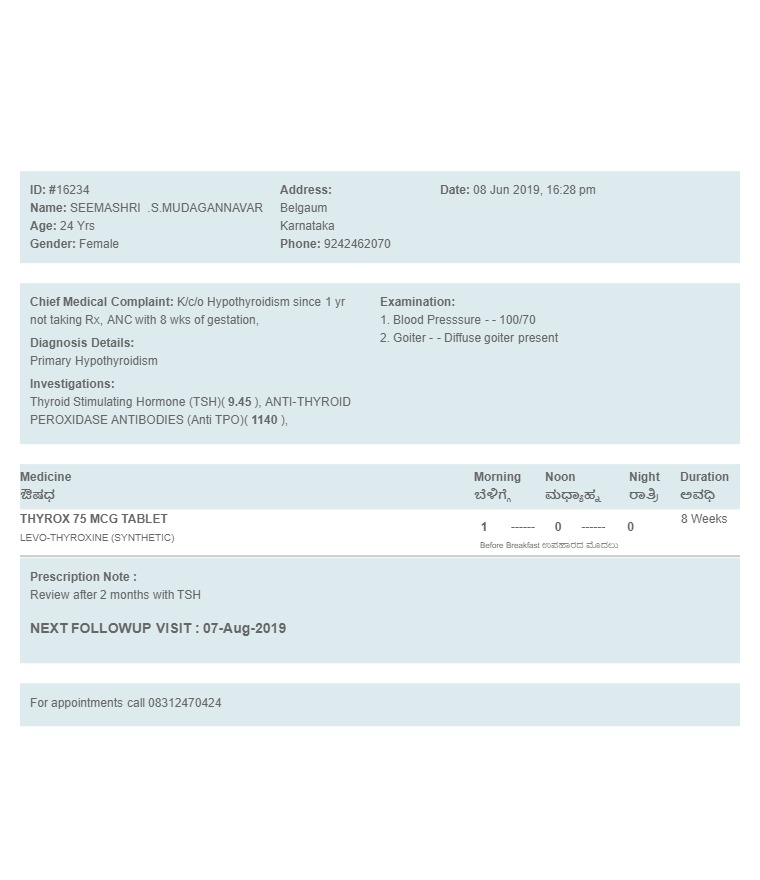 ID: #16234
Name: SEEMASHRI .S.MUDAGANNAVAR
Age: 24 Yrs
Gender: Female
Address:
Belgaum
Karnataka
Phone: 9242462070
Date: 08 Jun 2019, 16:28 pm
Chief Medical Complaint: K/c/o Hypothyroidism since 1 yr
not taking Rx, ANC with 8 wks of gestation,
Diagnosis Details:
Primary Hypothyroidism
Investigations:
Thyroid Stimulating Hormone (TSH)( 9.45 ), ANTI-THYROID
PEROXIDASE ANTIBODIES (Anti TPO)( 1140 ),
Examination:
1. Blood Presssure - - 100/70
2. Goiter - - Diffuse goiter present
Medicine Morning Noon Night Duration
ಔಷಧ ಬೆಳಿಗ್ಗೆ ಮಧ್ಯಾಹ್ನ ರಾತ್ರಿ ಅವಧಿ
THYROX 75 MCG TABLET 8 Weeks
1 ------ 0 ------ 0
LEVO-THYROXINE (SYNTHETIC)
Before Breakfast ಉಪಹಾರದ ಮೊದಲು
Prescription Note :
Review after 2 months with TSH
NEXT FOLLOWUP VISIT : 07-Aug-2019
For appointments call 08312470424